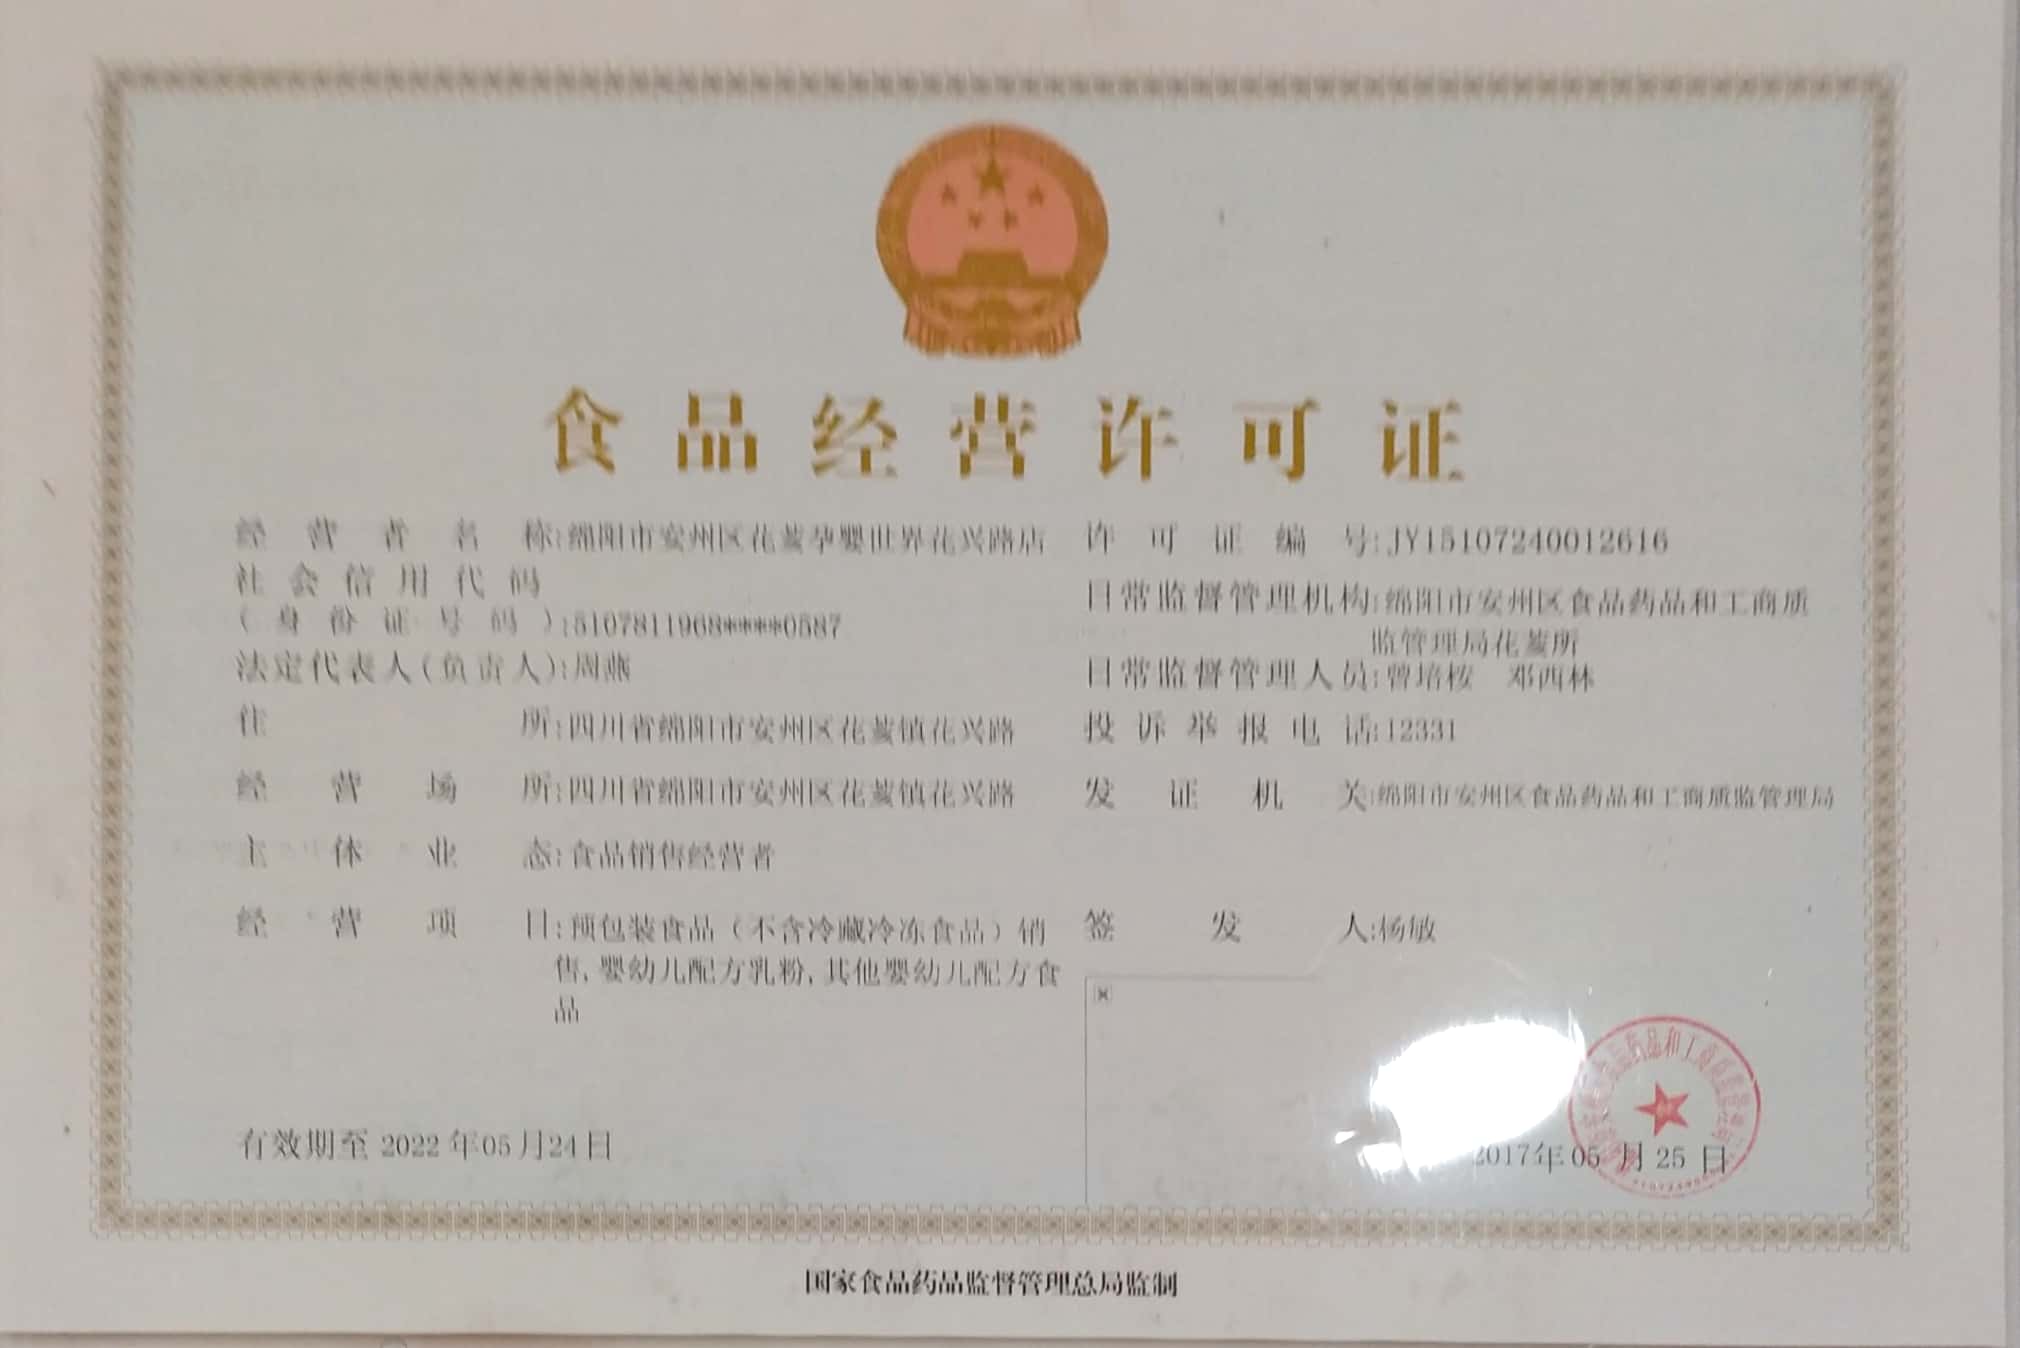 食品经营许可证
经营者名称:绵阳市安州区花荄孕婴世界花兴路店
社会信用代码
(身份证号码):5107811968****0587
法定代表人(负责人):周燕
住所:四川省绵阳市安州区花荄镇花兴路
经营场所:四川省绵阳市安州区花荄镇花兴路
主体业态:食品销售经营者
经营项目:预包装食品(不含冷藏冷冻食品)销
售,婴幼儿配方乳粉,其他婴幼儿配方食
品
有效期至 2022 年05月24日
许可证编号:JY15107240012616
日常监督管理机构:绵阳市安州区食品药品和工商质
监管理局花荄所
日常监督管理人员:曾培桉 邓西林
投诉举报电话:12331
发证机关:绵阳市安州区食品药品和工商质监管理局
签发人:杨敏
2017年05月25日
国家食品药品监督管理总局监制